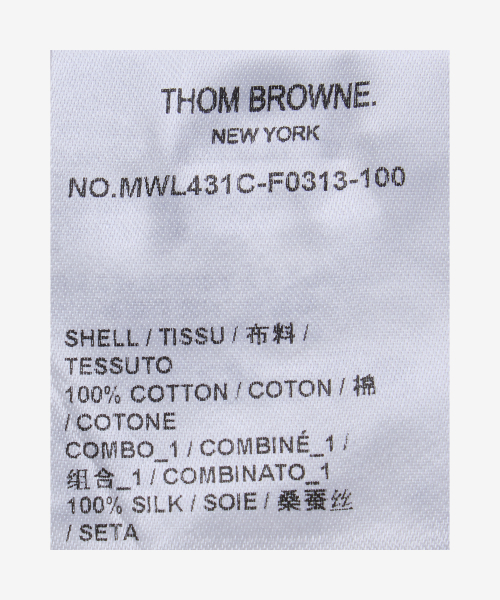 THOM BROWNE.
NEW YORK
NO.MWL431C-F0313-100
SHELL / TISSU / 布料 /
TESSUTO
100% COTTON / COTON / 棉
/ COTONE
COMBO_1 / COMBINÉ_1 /
组合_1 / COMBINATO_1
100% SILK / SOIE / 桑蚕丝
/ SETA